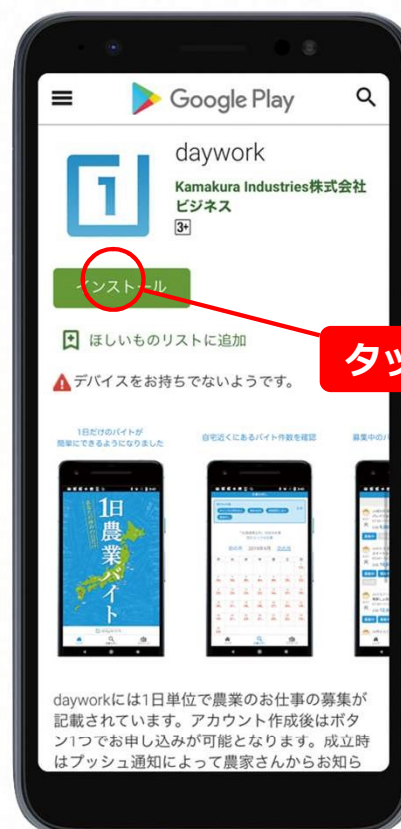 Google Play
daywork
Kamakura Industries株式会社
ビジネス
3+
インストール
ほしいものリストに追加
タッ
デバイスをお持ちでないようです。
1日だけのバイトが
簡単にできるようになりました
自宅近くにあるバイト件数を確認
募集中のバ
1日農業バイト
dayworkには1日単位で農業のお仕事の募集が
記載されています。アカウント作成後はボタ
ン1つでお申し込みが可能となります。成立時
はプッシュ通知によって農家さんからお知ら